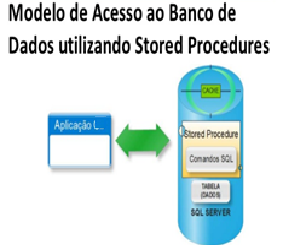 Modelo de Acesso ao Banco de
Dados utilizando Stored Procedures
CACHE
Aplicação C...
Stored Procedure
Comandos SQL
TABELA
(DADOS)
SQL SERVER